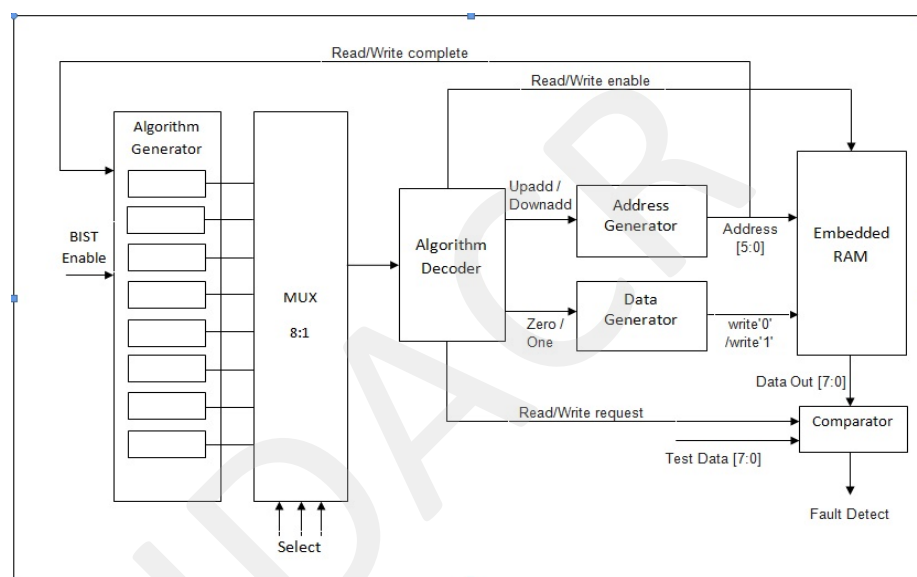 Read/Write complete
Read/Write enable
Algorithm
Generator
BIST
Enable
MUX
8:1
Select
Algorithm
Decoder
Upadd /
Downadd
Address
Generator
Address
[5:0]
Embedded
RAM
Zero /
One
Data
Generator
write'0'
/write'1'
Data Out [7:0]
Read/Write request
Comparator
Test Data [7:0]
Fault Detect
IDACR